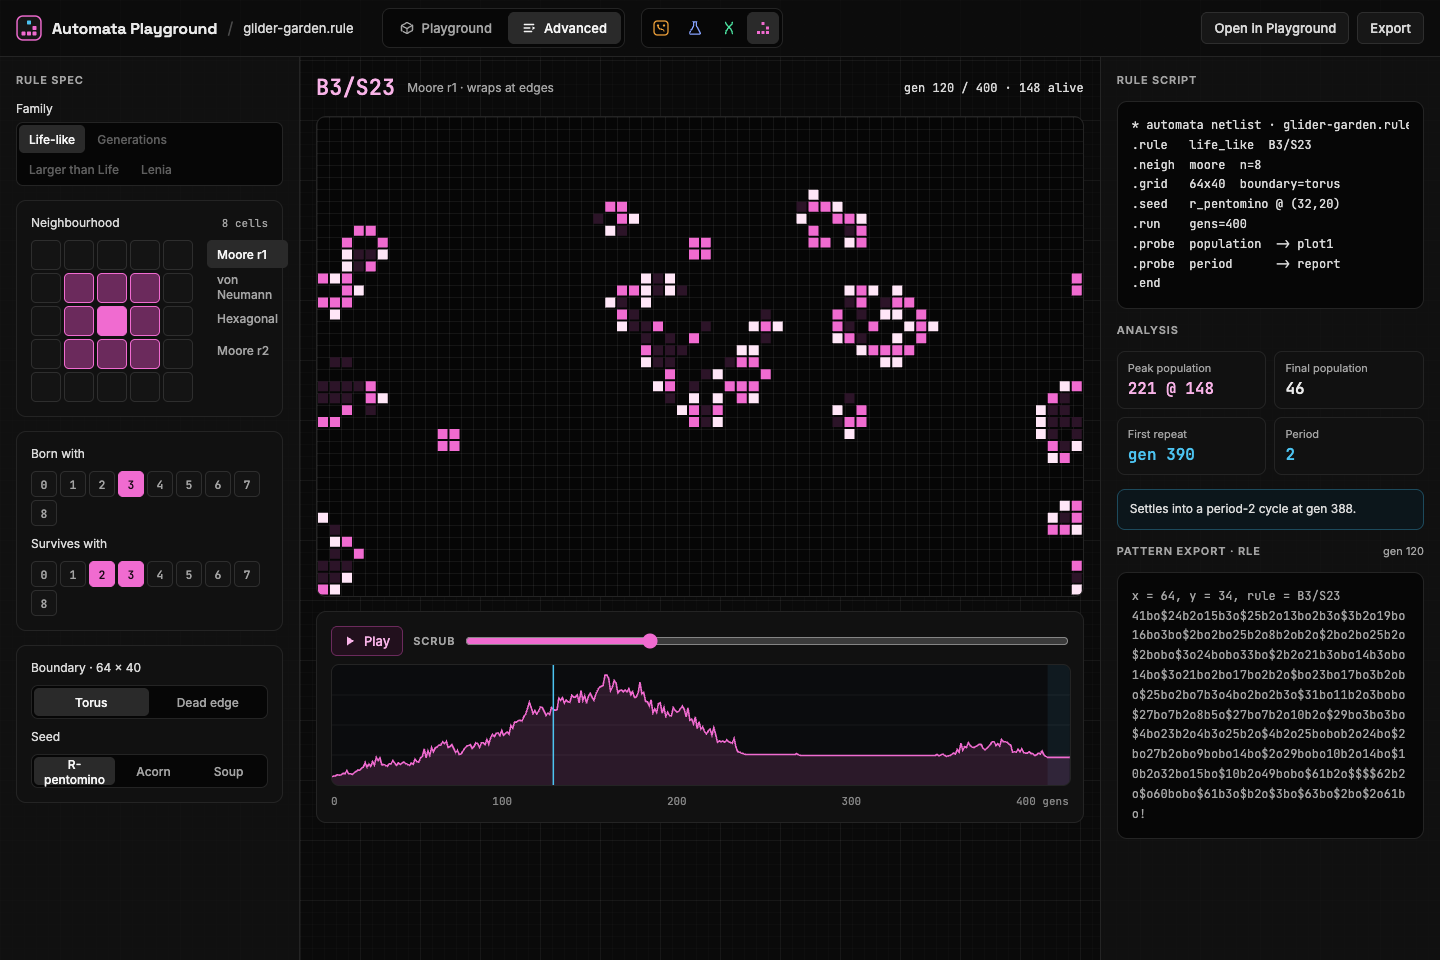 Automata Playground / glider-garden.rule
Playground
Advanced
Open in Playground
Export
RULE SPEC
Family
Life-like
Generations
Larger than Life
Lenia
Neighbourhood
8 cells
Moore r1
von
Neumann
Hexagonal
Moore r2
Born with
0 1 2 3 4 5 6 7
8
Survives with
0 1 2 3 4 5 6 7
8
Boundary · 64 × 40
Torus
Dead edge
Seed
R-
pentomino
Acorn
Soup
B3/S23
Moore r1 · wraps at edges
gen 120 / 400 · 148 alive
Play
SCRUB
0 100 200 300 400 gens
RULE SCRIPT
* automata netlist · glider-garden.rule
.rule life_like B3/S23
.neigh moore n=8
.grid 64x40 boundary=torus
.seed r_pentomino @ (32,20)
.run gens=400
.probe population → plot1
.probe period → report
.end
ANALYSIS
Peak population
221 @ 148
Final population
46
First repeat
gen 390
Period
2
Settles into a period-2 cycle at gen 388.
PATTERN EXPORT · RLE
gen 120
x = 64, y = 34, rule = B3/S23
41bo$24b2o15b3o$25b2o13bo2b3o$3b2o19bo
16bo3bo$2bo2bo25b2o8b2ob2o$2bo2bo25b2o
$2bobo$3o24bobo33bo$2b2o21b3obo14b3obo
14bo$3o21bo2bo17bo2b2o$bo23bo17bo3b2ob
o$25bo2bo7b3o4bo2bo2b3o$31bo11b2o3bobo
$27bo7b2o8b5o$27bo7b2o10b2o$29bo3bo3bo
$4bo23b2o4b3o25b2o$4b2o25bobob2o24bo$2
bo27b2obo9bobo14bo$2o29bobo10b2o14bo$1
0b2o32bo15bo$10b2o49bobo$61b2o$$$$62b2
o$o60bobo$61b3o$b2o$3bo$63bo$2bo$2o61b
o!